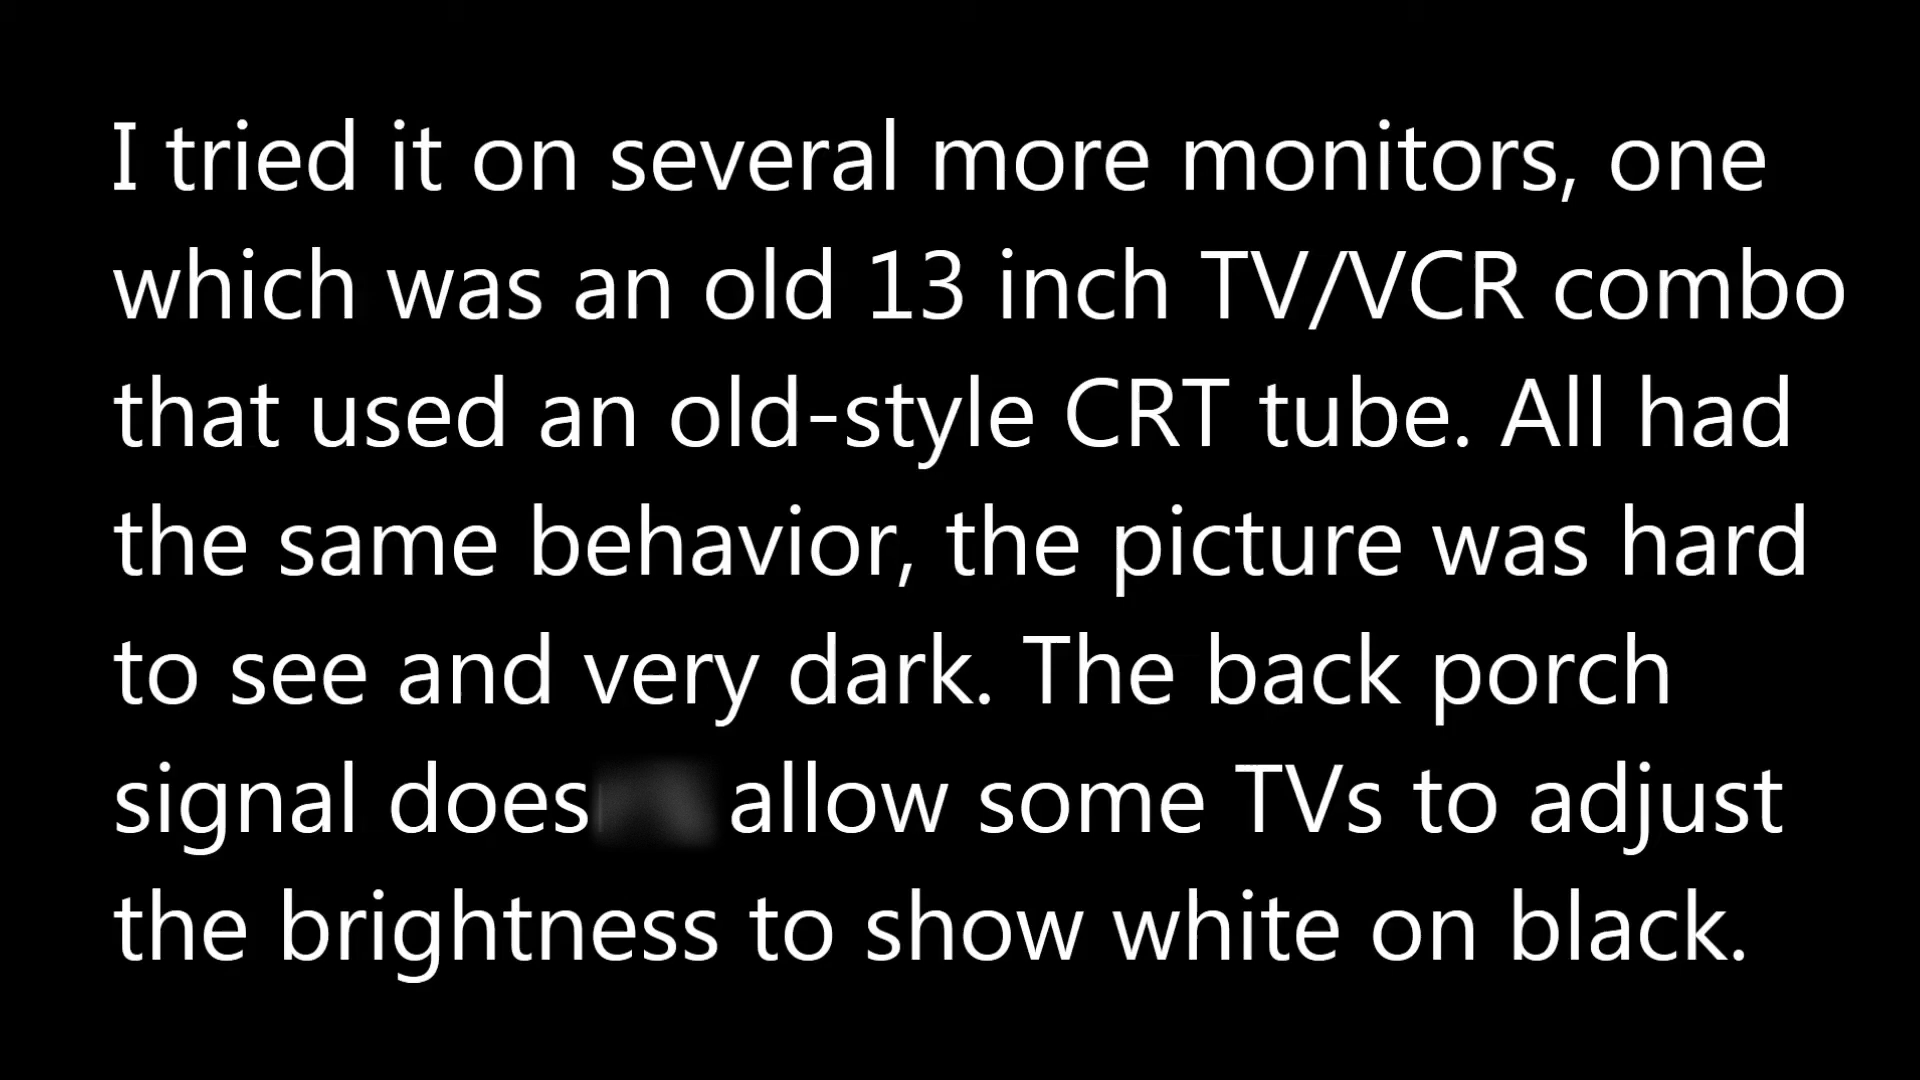 I tried it on several more monitors, one
which was an old 13 inch TV/VCR combo
that used an old-style CRT tube. All had
the same behavior, the picture was hard
to see and very dark. The back porch
signal does allow some TVs to adjust
the brightness to show white on black.